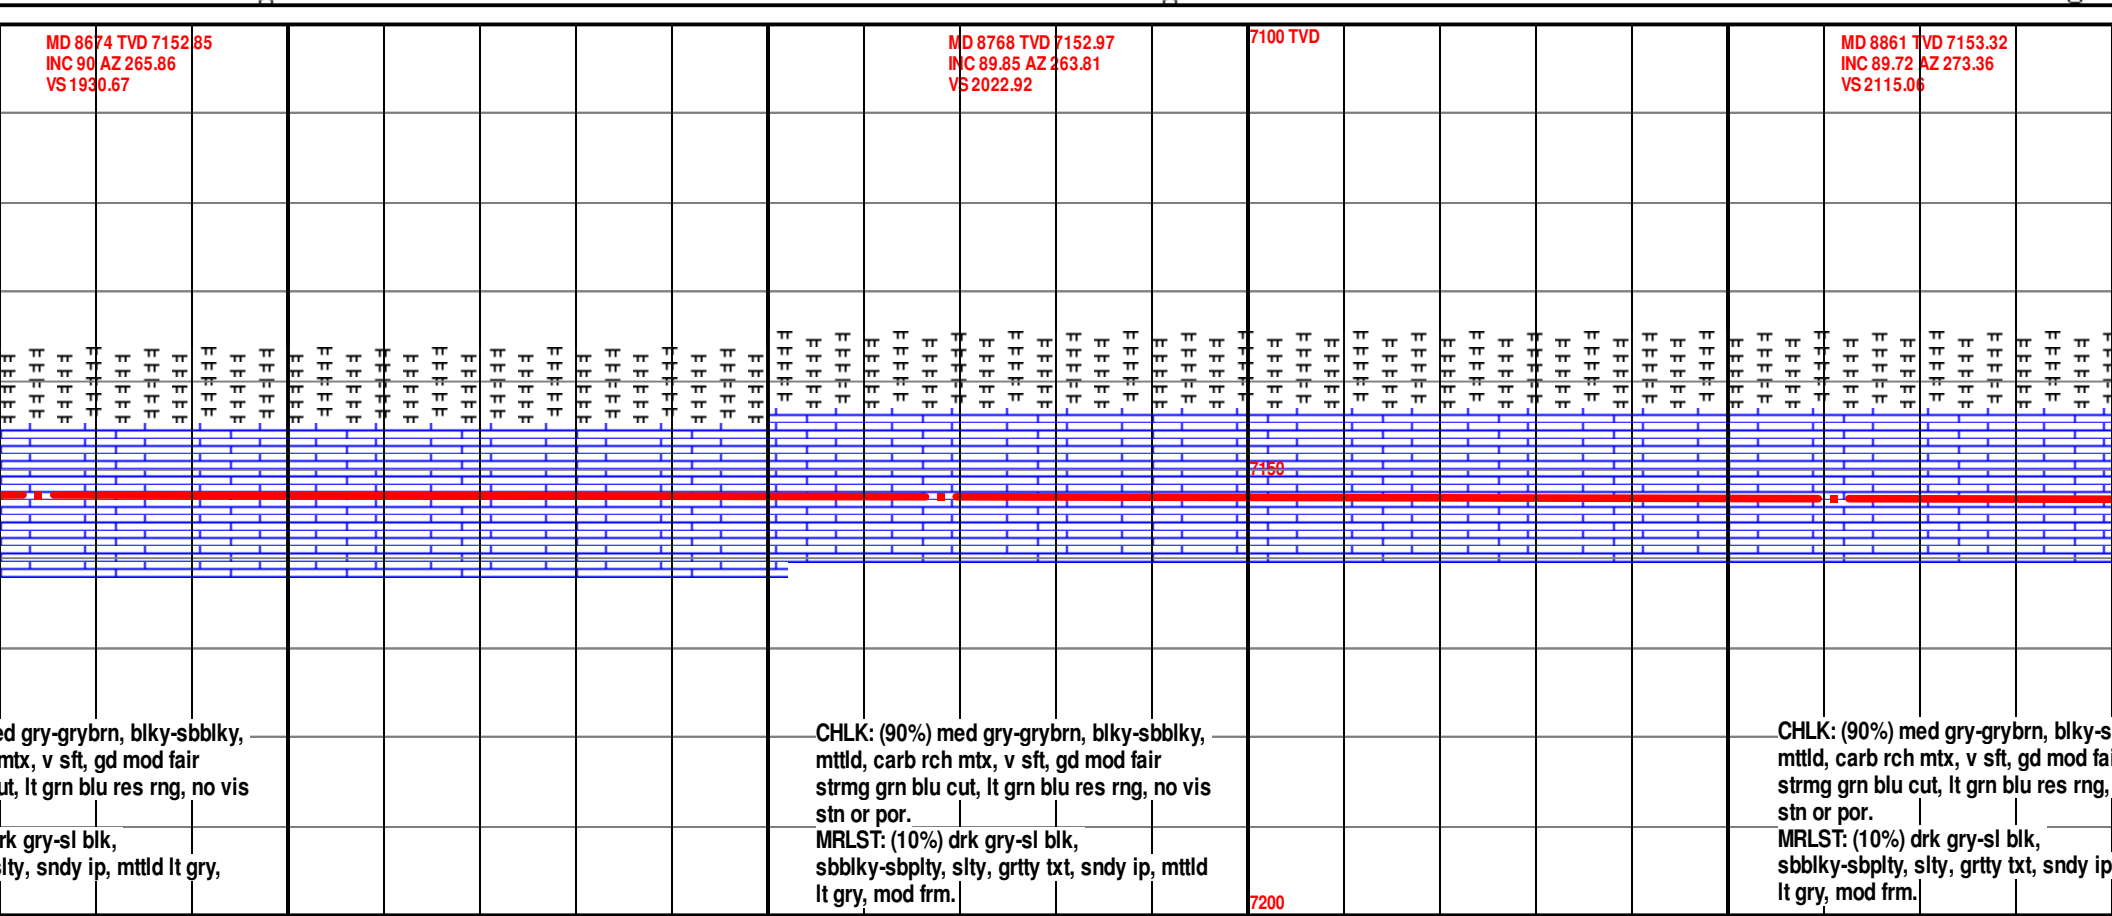 MD 8674 TVD 7152.85
INC 90 AZ 265.86
VS 1930.67
MD 8768 TVD 7152.97
INC 89.85 AZ 263.81
VS 2022.92
7100 TVD
MD 8861 TVD 7153.32
INC 89.72 AZ 273.36
VS 2115.06
7150
ed gry-grybrn, blky-sbblky,
mtx, v sft, gd mod fair
ut, lt grn blu res rng, no vis
rk gry-sl blk,
slty, sndy ip, mttld lt gry,
CHLK: (90%) med gry-grybrn, blky-sbblky,
mttld, carb rch mtx, v sft, gd mod fair
strmg grn blu cut, lt grn blu res rng, no vis
stn or por.
MRLST: (10%) drk gry-sl blk,
sbblky-sbplty, slty, grtty txt, sndy ip, mttld
lt gry, mod frm.
7200
CHLK: (90%) med gry-grybrn, blky-s
mttld, carb rch mtx, v sft, gd mod fai
strmg grn blu cut, lt grn blu res rng,
stn or por.
MRLST: (10%) drk gry-sl blk,
sbblky-sbplty, slty, grtty txt, sndy ip
lt gry, mod frm.